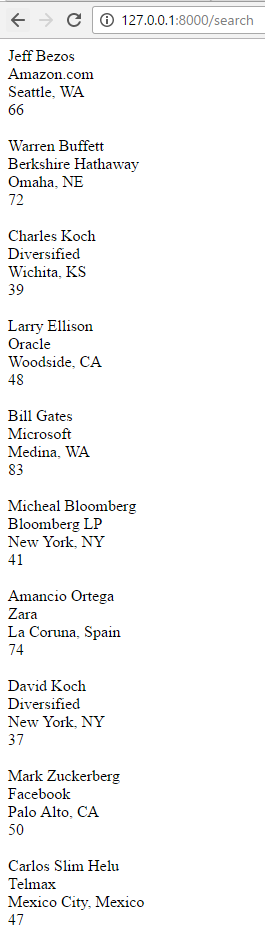 127.0.0.1:8000/search
Jeff Bezos
Amazon.com
Seattle, WA
66
Warren Buffett
Berkshire Hathaway
Omaha, NE
72
Charles Koch
Diversified
Wichita, KS
39
Larry Ellison
Oracle
Woodside, CA
48
Bill Gates
Microsoft
Medina, WA
83
Micheal Bloomberg
Bloomberg LP
New York, NY
41
Amancio Ortega
Zara
La Coruna, Spain
74
David Koch
Diversified
New York, NY
37
Mark Zuckerberg
Facebook
Palo Alto, CA
50
Carlos Slim Helu
Telmax
Mexico City, Mexico
47